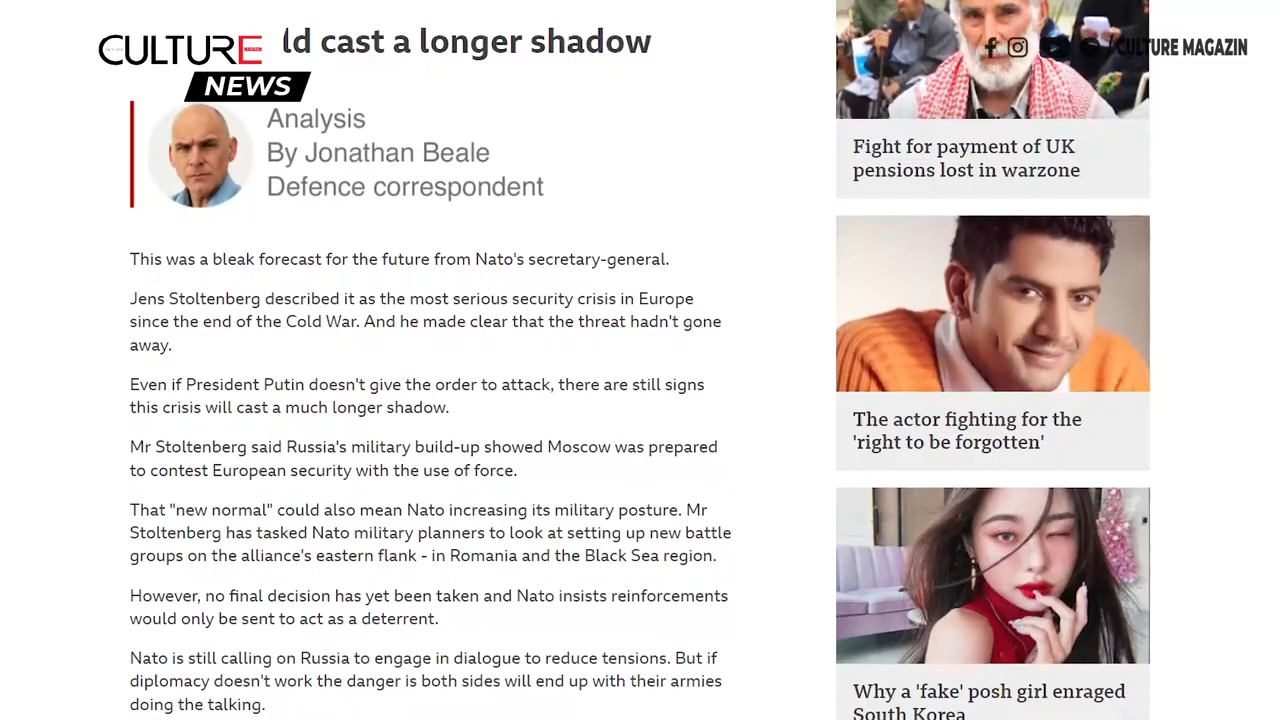 CULTURE
MAGAZIN
NEWS
ld cast a longer shadow
CULTURE MAGAZIN
Analysis
By Jonathan Beale
Defence correspondent
This was a bleak forecast for the future from Nato's secretary-general.
Jens Stoltenberg described it as the most serious security crisis in Europe
since the end of the Cold War. And he made clear that the threat hadn't gone
away.
Even if President Putin doesn't give the order to attack, there are still signs
this crisis will cast a much longer shadow.
Mr Stoltenberg said Russia's military build-up showed Moscow was prepared
to contest European security with the use of force.
That "new normal" could also mean Nato increasing its military posture. Mr
Stoltenberg has tasked Nato military planners to look at setting up new battle
groups on the alliance's eastern flank - in Romania and the Black Sea region.
However, no final decision has yet been taken and Nato insists reinforcements
would only be sent to act as a deterrent.
Nato is still calling on Russia to engage in dialogue to reduce tensions. But if
diplomacy doesn't work the danger is both sides will end up with their armies
doing the talking.
Fight for payment of UK
pensions lost in warzone
The actor fighting for the
'right to be forgotten'
Why a 'fake' posh girl enraged
South Korea